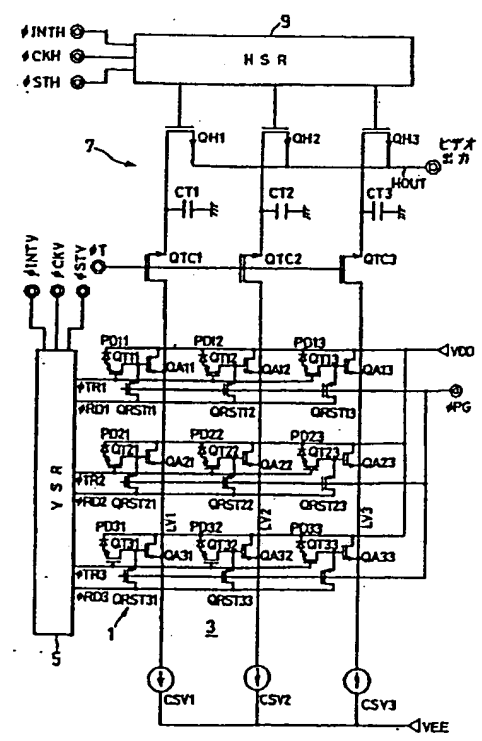 9
φINTH
φCKH
φSTH
HSR
QH1 QH2 QH3
7
ビデオ
出力
HOUT
CT1 CT2 CT3
φINTV
φCKV
φSTV
φT
QTC1 QTC2 QTC3
VDD
PD11 PD12 PD13
QT11 QT12 QT13
QA11 QA12 QA13
φTR1
φPG
φRD1
QRST11 QRST12 QRST13
PD21 PD22 PD23
QT21 QT22 QT23
QA21 QA22 QA23
VSR
φTR2
φRD2
QRST21 QRST22 QRST23
LV1 LV2 LV3
PD31 PD32 PD33
QT31 QT32 QT33
QA31 QA32 QA33
φTR3
φRD3
QRST31 QRST33
5
1
3
CSV1 CSV2 CSV3
VEE